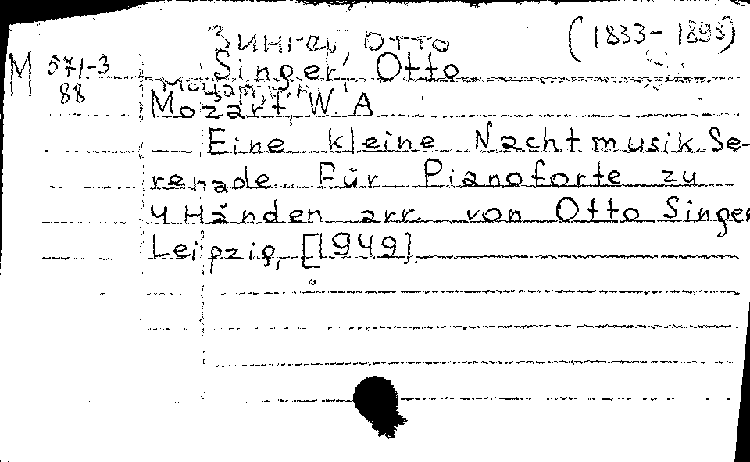 Зингер, Отто (1833-1893)
M 571-3 Singer, Otto
88
Моцарт, В. А.
Mozart, W. A
Eine kleine Nachtmusik Se-
renade. Für Pianoforte zu
4 Händen arr. von Otto Singer
Leipzig, [1949]